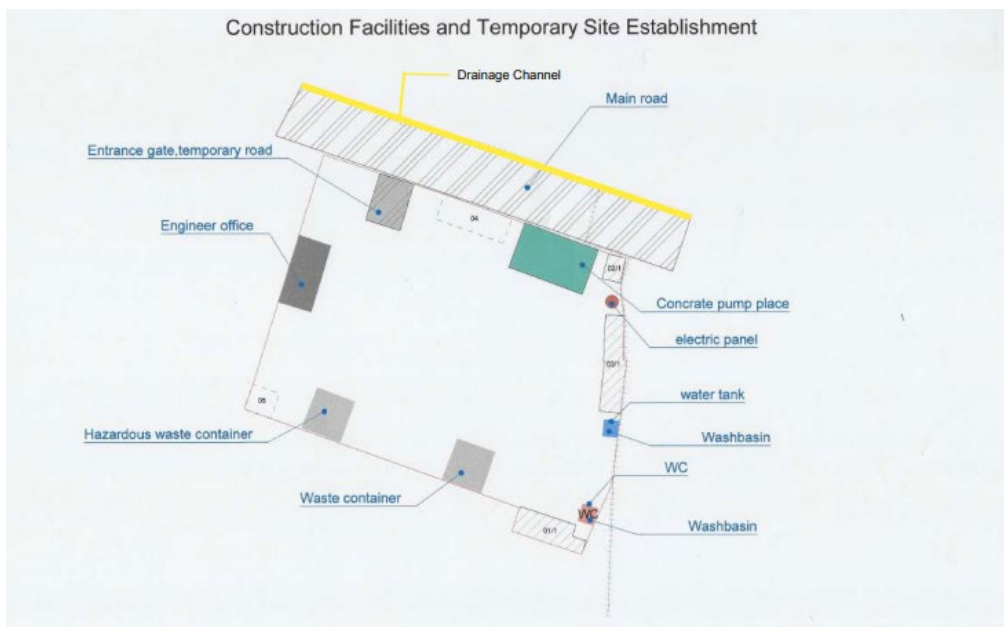 Construction Facilities and Temporary Site Establishment
Drainage Channel
Main road
Entrance gate,temporary road
04
Engineer office
02/1
Concrate pump place
electric panel
03/1
water tank
05
Hazardous waste container
Washbasin
WC
Waste container
WC
Washbasin
01/1